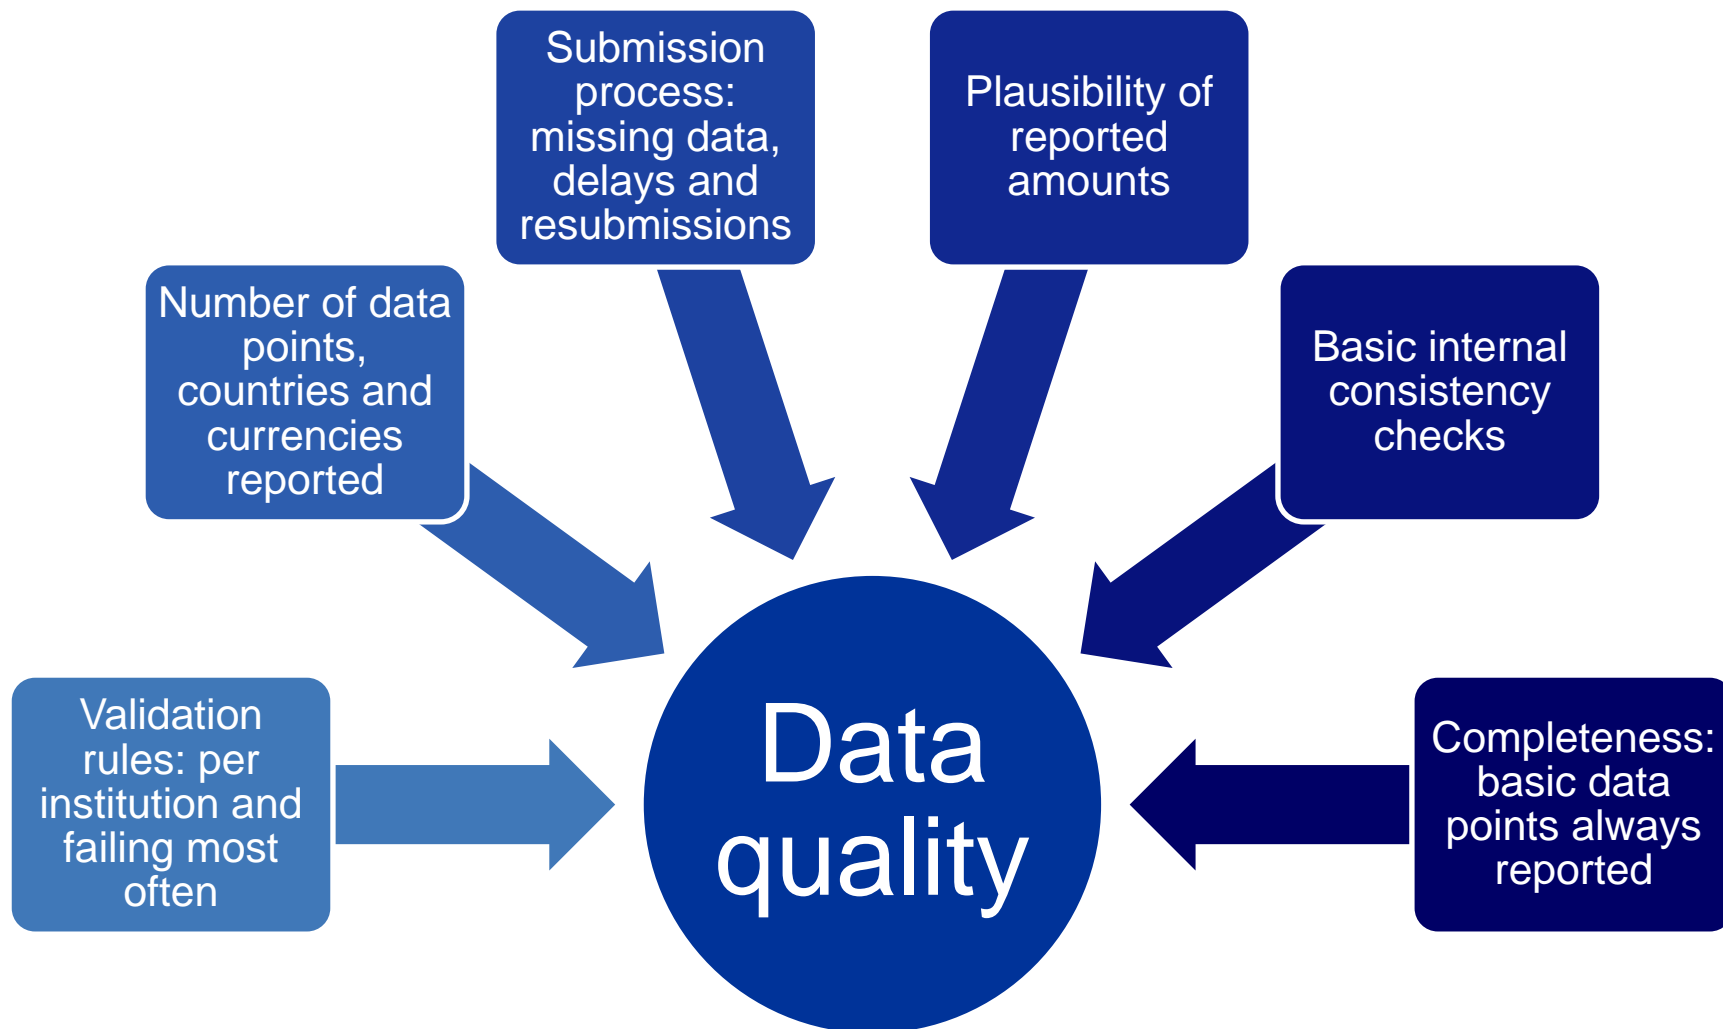 Submission
process:
missing data,
delays and
resubmissions
Plausibility of
reported
amounts
Number of data
points,
countries and
currencies
reported
Basic internal
consistency
checks
Validation
rules: per
institution and
failing most
often
Data
quality
Completeness:
basic data
points always
reported